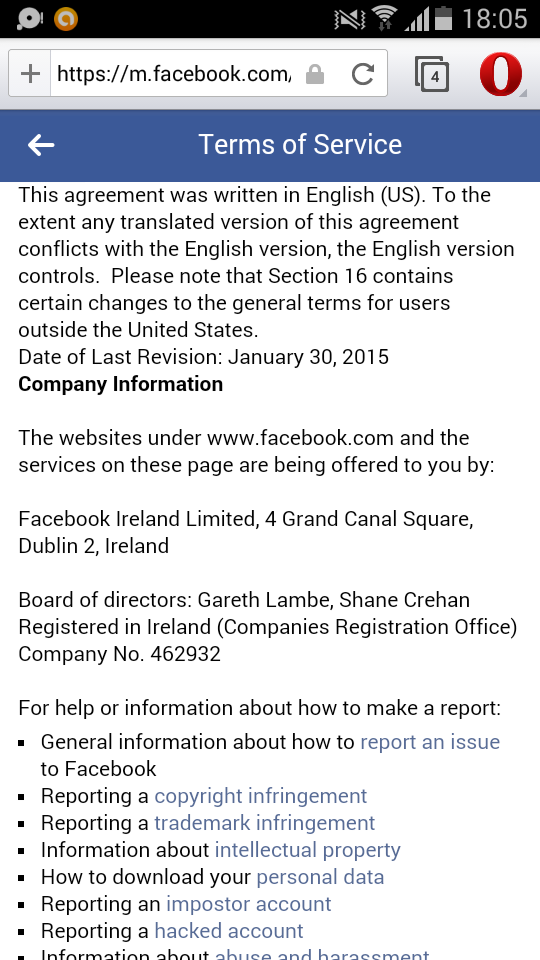 18:05
https://m.facebook.com/
4
Terms of Service
This agreement was written in English (US). To the
extent any translated version of this agreement
conflicts with the English version, the English version
controls.  Please note that Section 16 contains
certain changes to the general terms for users
outside the United States.
Date of Last Revision: January 30, 2015
Company Information
The websites under www.facebook.com and the
services on these page are being offered to you by:
Facebook Ireland Limited, 4 Grand Canal Square,
Dublin 2, Ireland
Board of directors: Gareth Lambe, Shane Crehan
Registered in Ireland (Companies Registration Office)
Company No. 462932
For help or information about how to make a report:
▪ General information about how to report an issue
to Facebook
▪ Reporting a copyright infringement
▪ Reporting a trademark infringement
▪ Information about intellectual property
▪ How to download your personal data
▪ Reporting an impostor account
▪ Reporting a hacked account
▪ Information about abuse and harassment